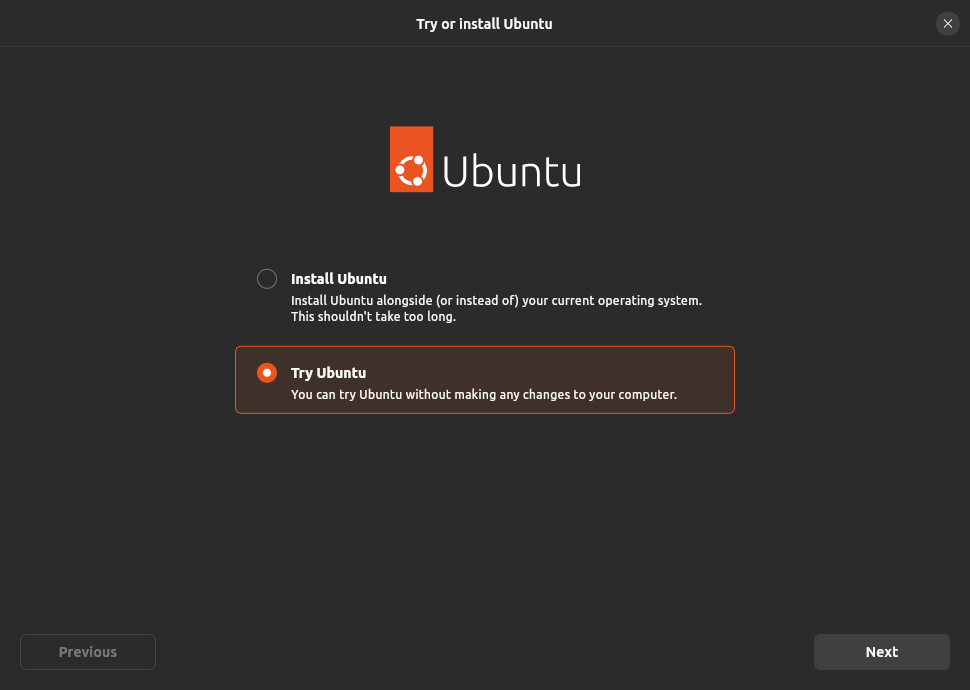 Try or install Ubuntu
Ubuntu
Install Ubuntu
Install Ubuntu alongside (or instead of) your current operating system.
This shouldn't take too long.
Try Ubuntu
You can try Ubuntu without making any changes to your computer.
Previous
Next